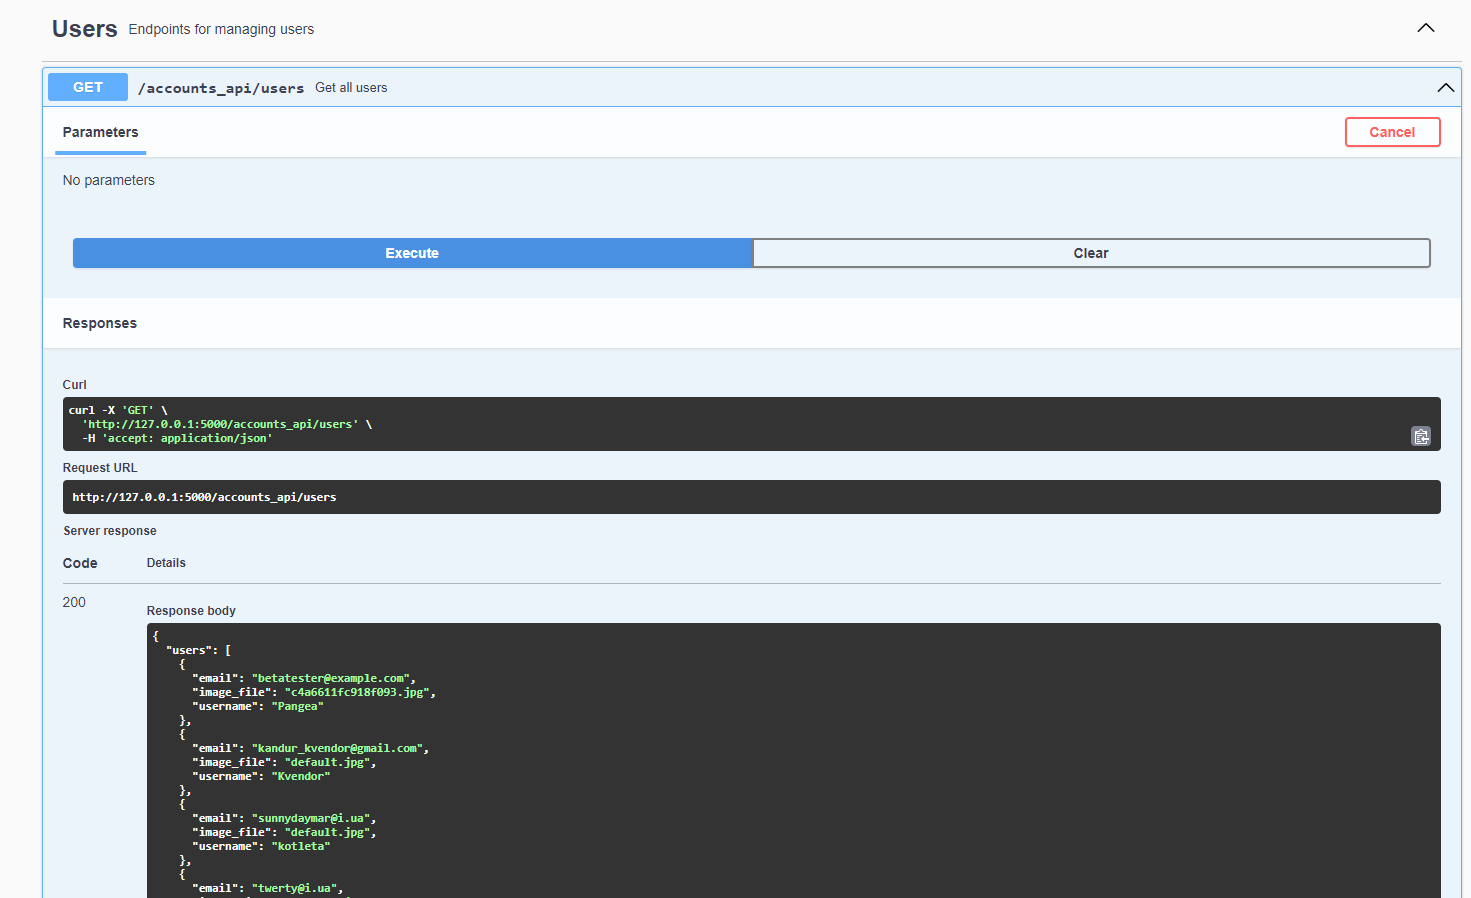 Users Endpoints for managing users
GET /accounts_api/users Get all users
Parameters
Cancel
No parameters
Execute
Clear
Responses
Curl
curl -X 'GET' \
'http://127.0.0.1:5000/accounts_api/users' \
-H 'accept: application/json'
Request URL
http://127.0.0.1:5000/accounts_api/users
Server response
Code Details
200
Response body
{
"users": [
{
"email": "betatester@example.com",
"image_file": "c4a6611fc918f093.jpg",
"username": "Pangea"
},
{
"email": "kandur_kvendor@gmail.com",
"image_file": "default.jpg",
"username": "Kvendor"
},
{
"email": "sunnydaymar@i.ua",
"image_file": "default.jpg",
"username": "kotleta"
},
{
"email": "twerty@i.ua",